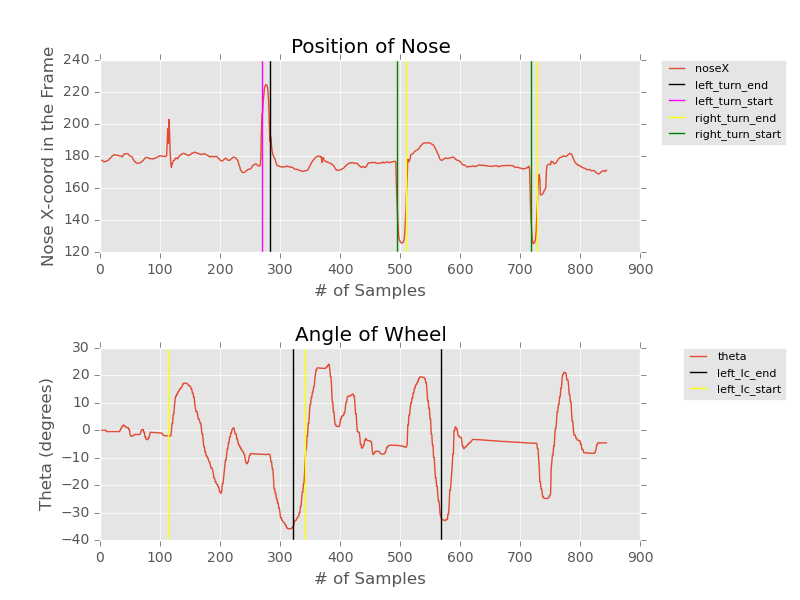 Position of Nose
Nose X-coord in the Frame
240
220
200
180
160
140
120
0 100 200 300 400 500 600 700 800 900
# of Samples
noseX
left_turn_end
left_turn_start
right_turn_end
right_turn_start
Angle of Wheel
Theta (degrees)
30
20
10
0
−10
−20
−30
−40
0 100 200 300 400 500 600 700 800 900
# of Samples
theta
left_lc_end
left_lc_start